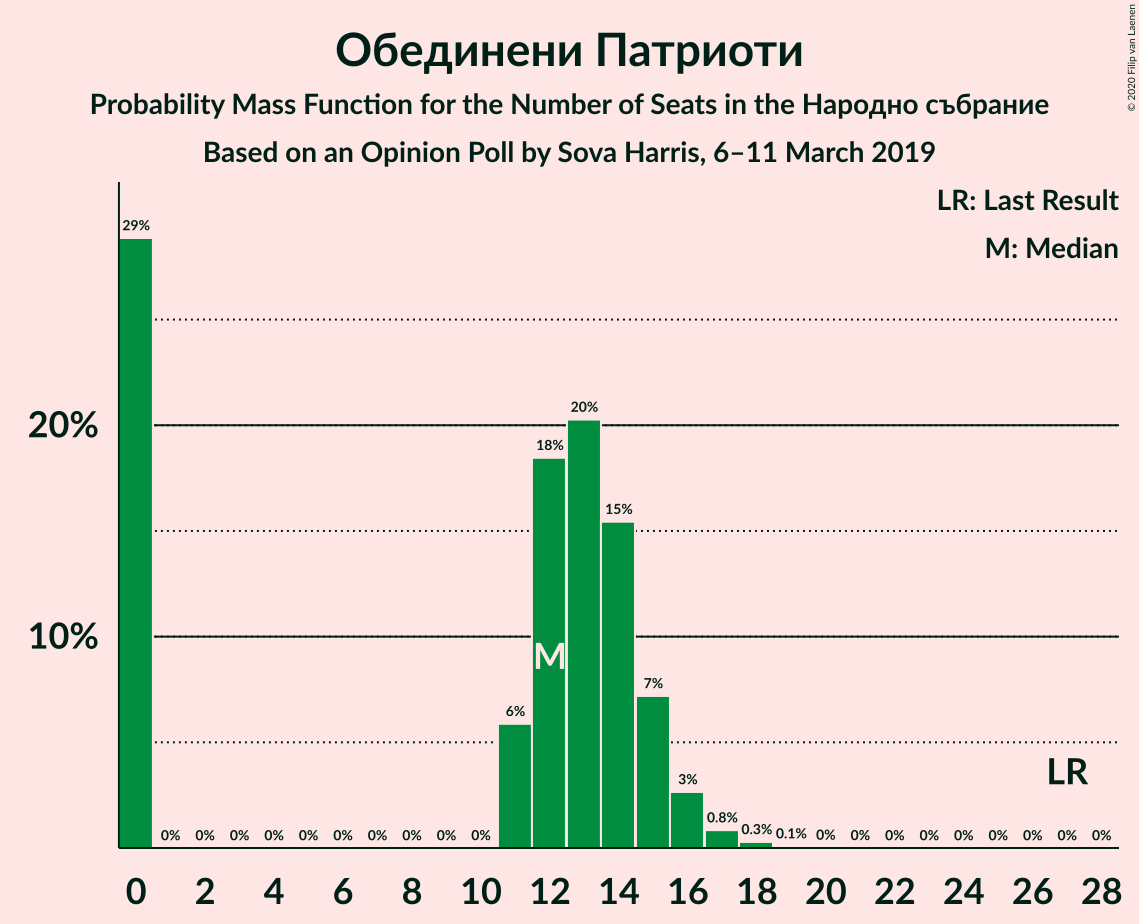 Обединени Патриоти
Probability Mass Function for the Number of Seats in the Народно събрание
Based on an Opinion Poll by Sova Harris, 6–11 March 2019
© 2020 Filip van Laenen
LR: Last Result
M: Median
29%
20%
20%
18%
15%
10%
M
7%
6%
LR
3%
0.8%
0.3%
0.1%
0% 0% 0% 0% 0% 0% 0% 0% 0% 0% 0% 0% 0% 0% 0% 0% 0% 0% 0%
0 2 4 6 8 10 12 14 16 18 20 22 24 26 28